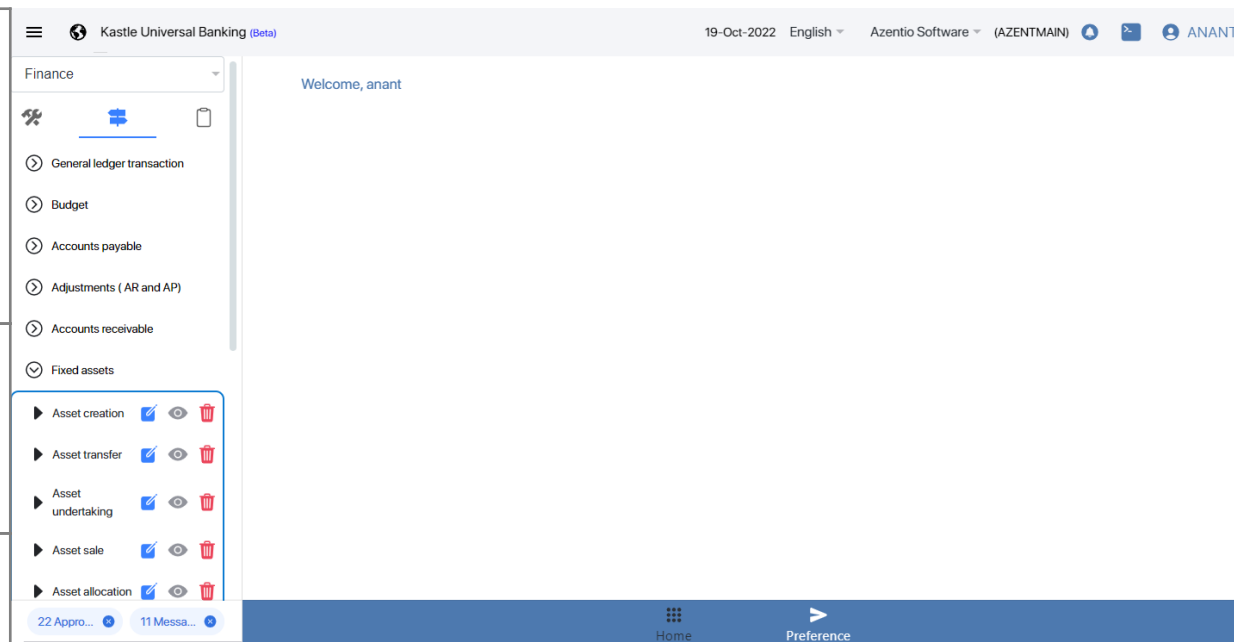 Kastle Universal Banking (Beta)
19-Oct-2022 English Azentio Software (AZENTMAIN) ANANT
Finance
Welcome, anant
General ledger transaction
Budget
Accounts payable
Adjustments ( AR and AP)
Accounts receivable
Fixed assets
Asset creation
Asset transfer
Asset
undertaking
Asset sale
Asset allocation
22 Appro... 11 Messa...
Home Preference